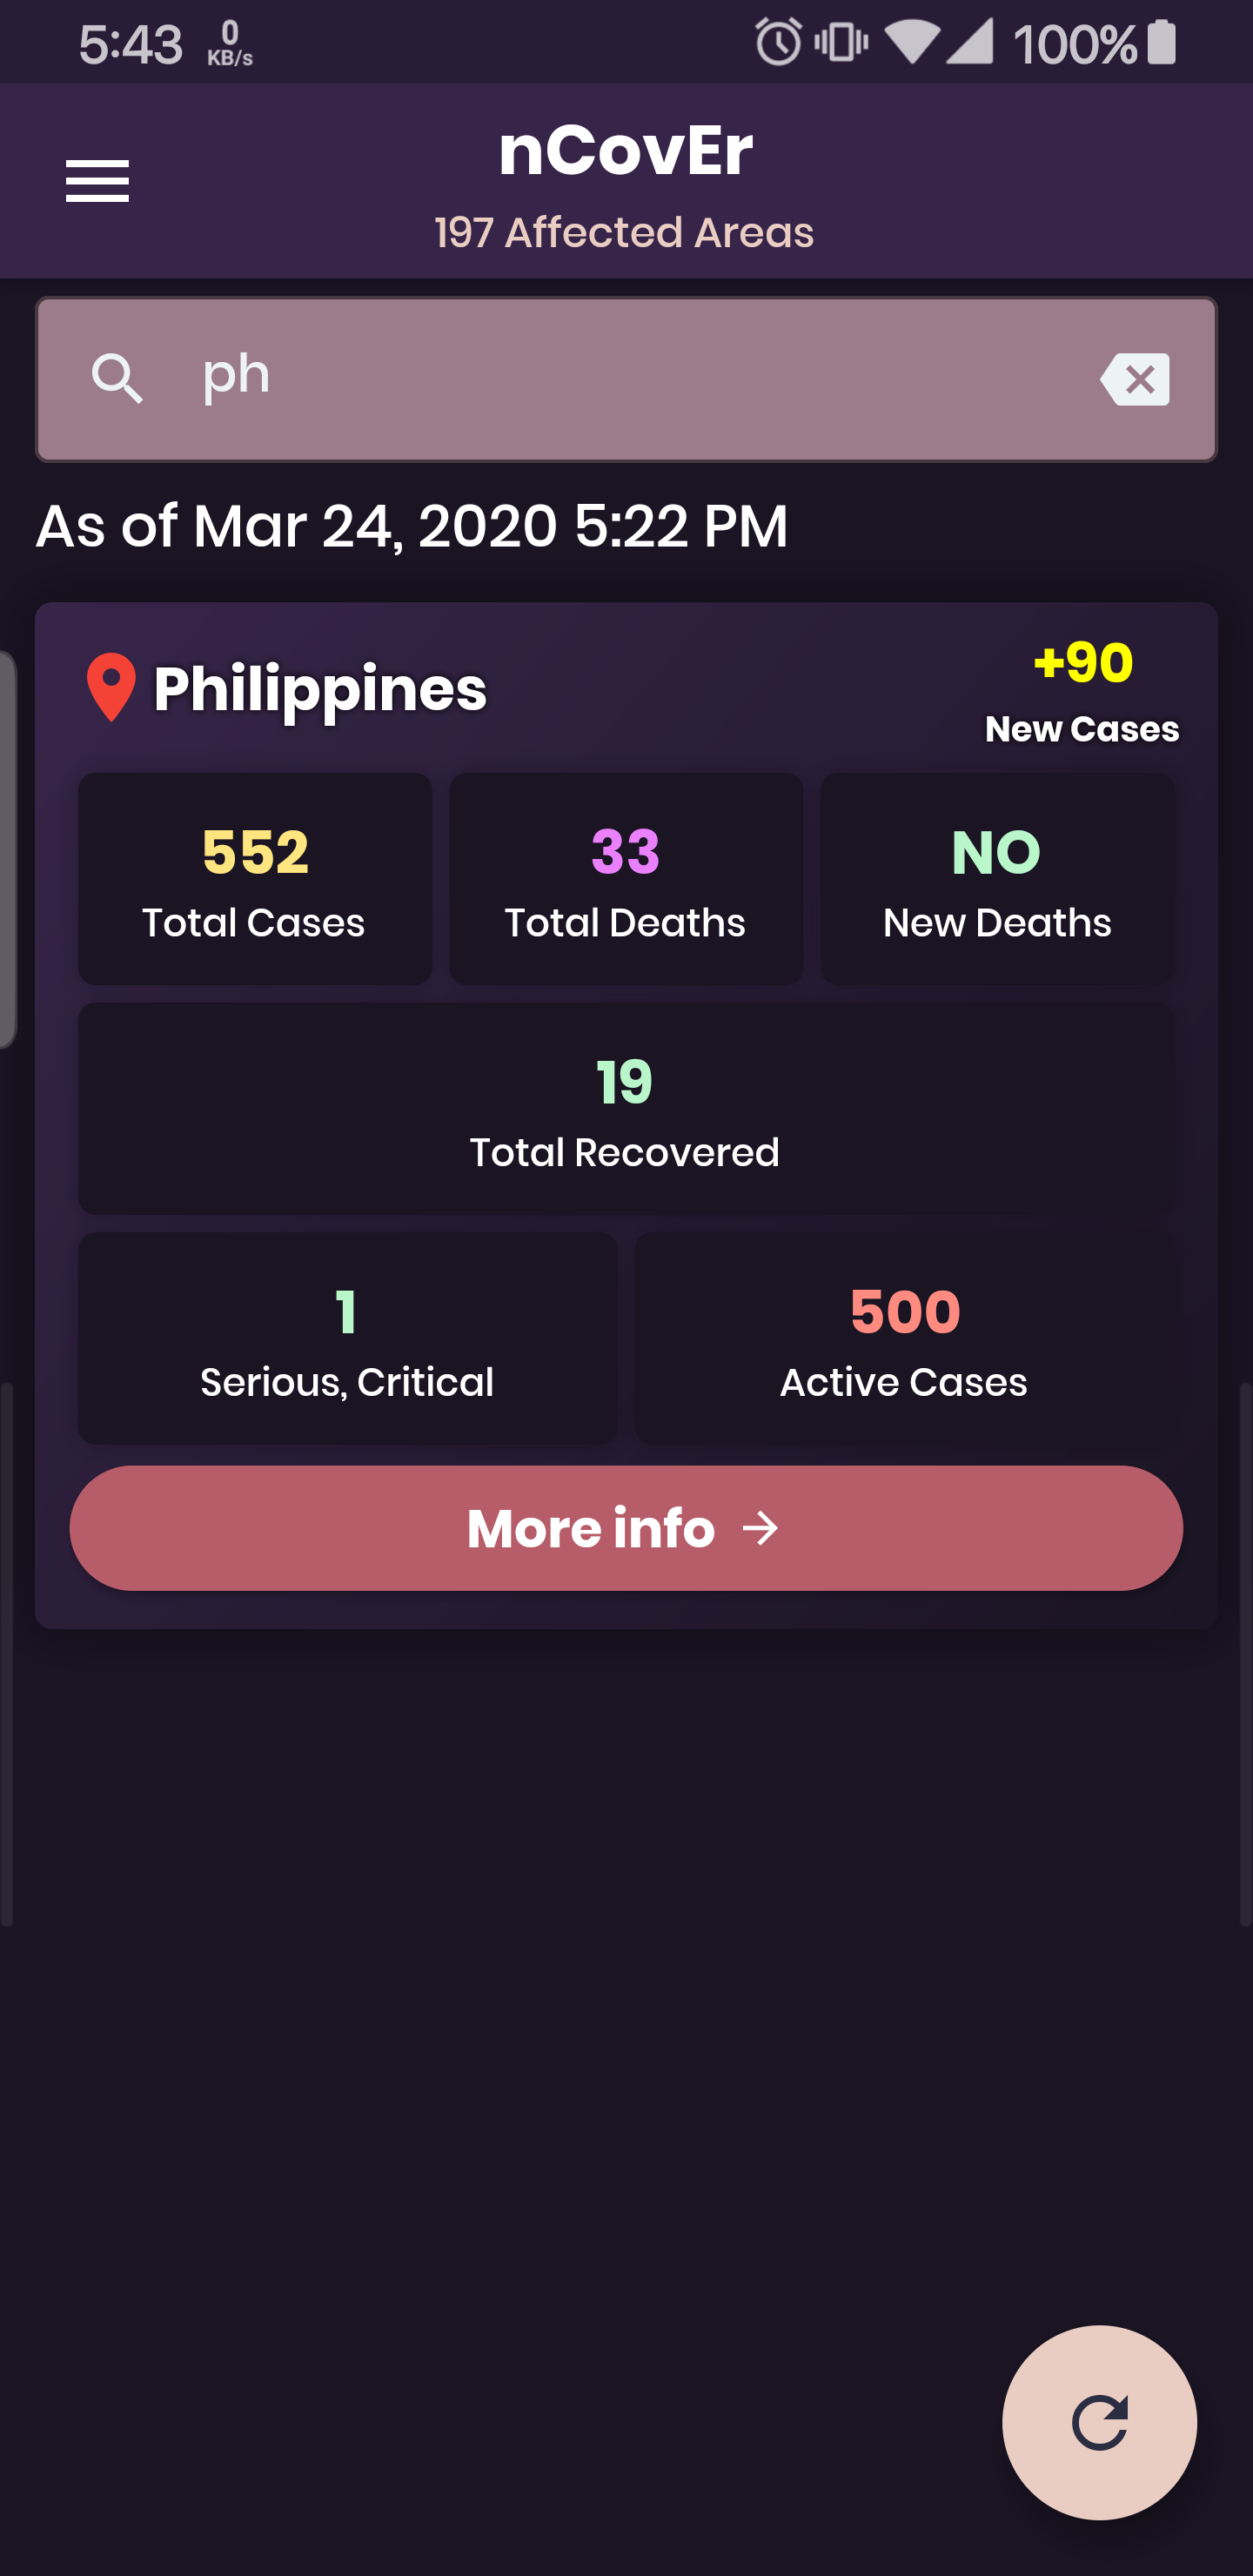 5:43 0 KB/s 100%
nCovEr
197 Affected Areas
ph
As of Mar 24, 2020 5:22 PM
Philippines
+90
New Cases
552
Total Cases
33
Total Deaths
NO
New Deaths
19
Total Recovered
1
Serious, Critical
500
Active Cases
More info →